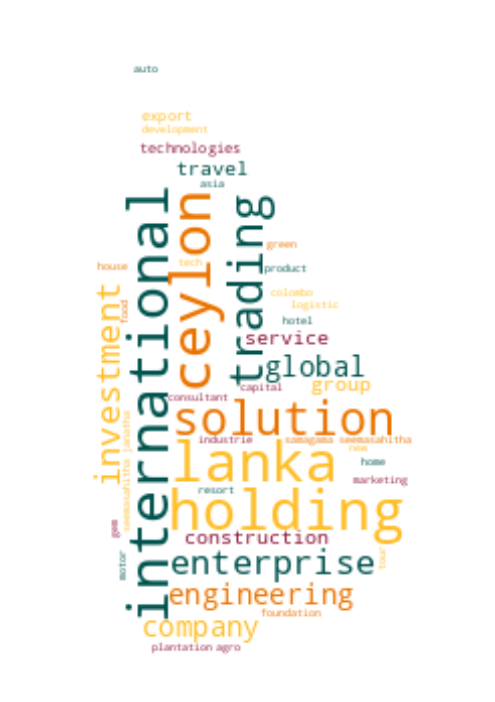 auto
export
development
technologies
travel
asia
international
ceylon
trading
green
tech
house
product
investment
food
colombo
logistic
hotel
service
global
capital
group
consultant
solution
industrie
samagama seemasahitha
seemasahitha janatha
lanka
new
home
marketing
resort
holding
gem
construction
motor
enterprise
tour
engineering
foundation
company
plantation agro